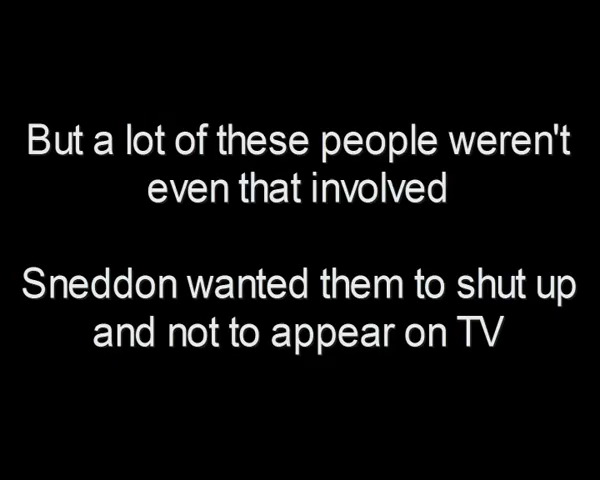 But a lot of these people weren't
even that involved
Sneddon wanted them to shut up
and not to appear on TV